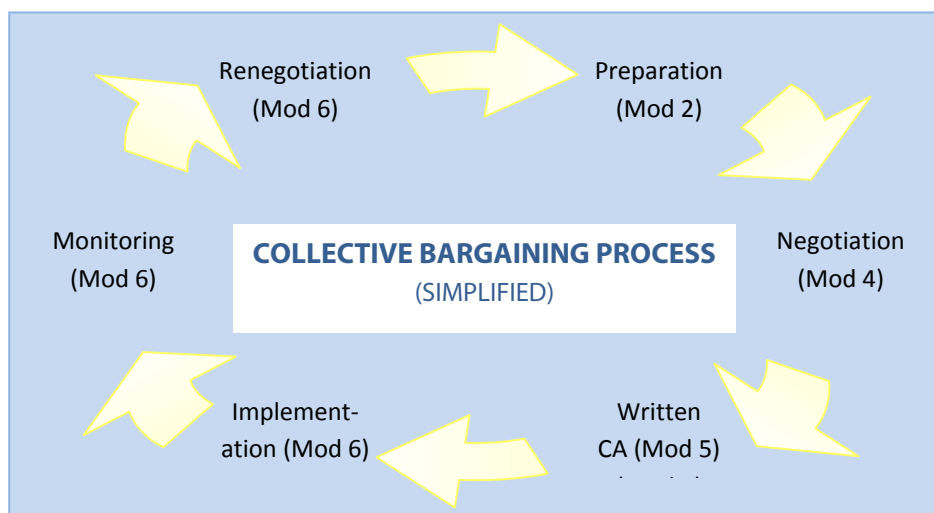 Renegotiation
(Mod 6)
Preparation
(Mod 2)
Monitoring
(Mod 6)
COLLECTIVE BARGAINING PROCESS
(SIMPLIFIED)
Negotiation
(Mod 4)
Implement-
ation (Mod 6)
Written
CA (Mod 5)